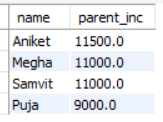 name parent_inc
Aniket 11500.0
Megha 11000.0
Samvit 11000.0
Puja 9000.0